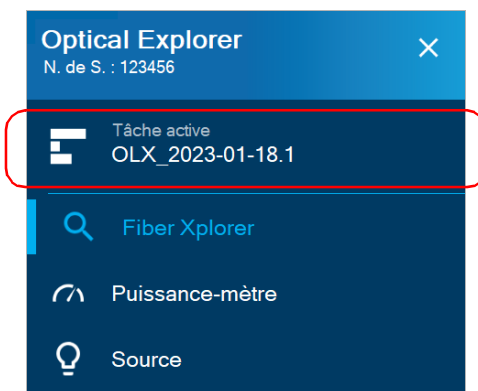 Optical Explorer
N. de S. : 123456
Tâche active
OLX_2023-01-18.1
Fiber Xplorer
Puissance-mètre
Source